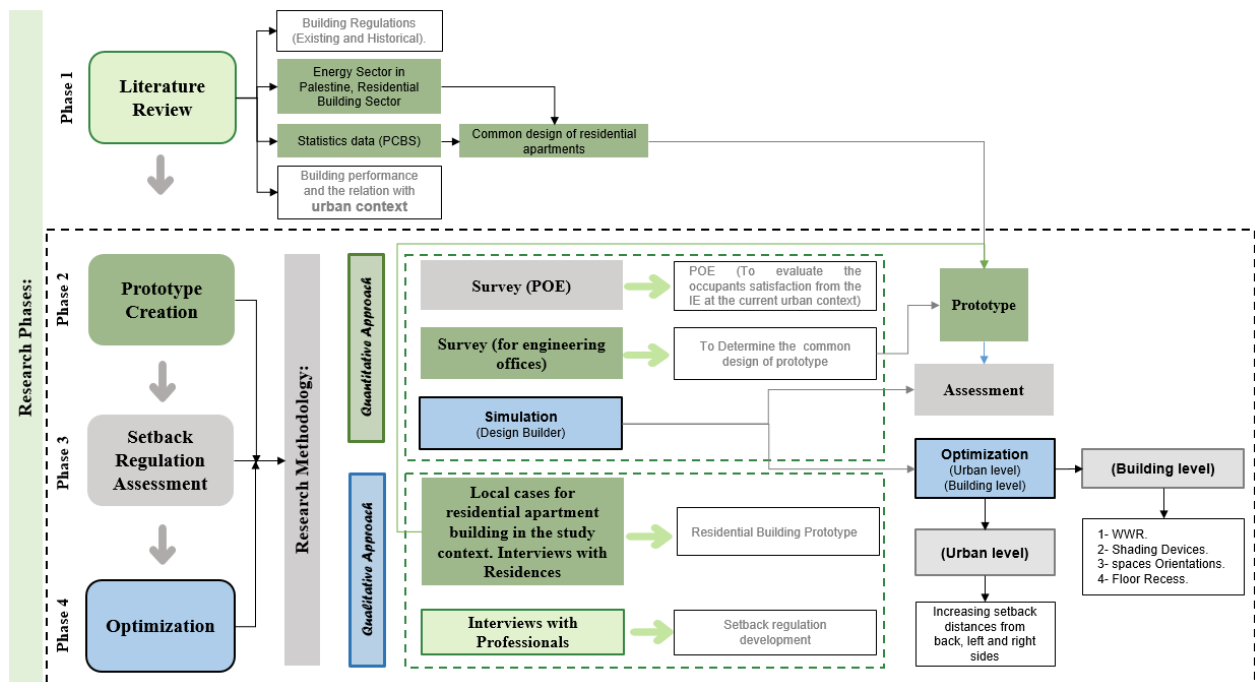 Research Phases:
Phase 1
Literature
Review
Building Regulations
(Existing and Historical).
Energy Sector in
Palestine, Residential
Building Sector
Statistics data (PCBS)
Common design of residential
apartments
Building performance
and the relation with
urban context
Phase 2
Prototype
Creation
Phase 3
Setback
Regulation
Assessment
Phase 4
Optimization
Research Methodology:
Quantitative Approach
Survey (POE)
POE (To evaluate the
occupants satisfaction from the
IE at the current urban context)
Survey (for engineering
offices)
To Determine the common
design of prototype
Simulation
(Design Builder)
Prototype
Assessment
Optimization
(Urban level)
(Building level)
(Building level)
1- WWR.
2- Shading Devices.
3- spaces Orientations.
4- Floor Recess.
(Urban level)
Increasing setback
distances from
back, left and right
sides
Qualitative Approach
Local cases for
residential apartment
building in the study
context. Interviews with
Residences
Residential Building Prototype
Interviews with
Professionals
Setback regulation
development